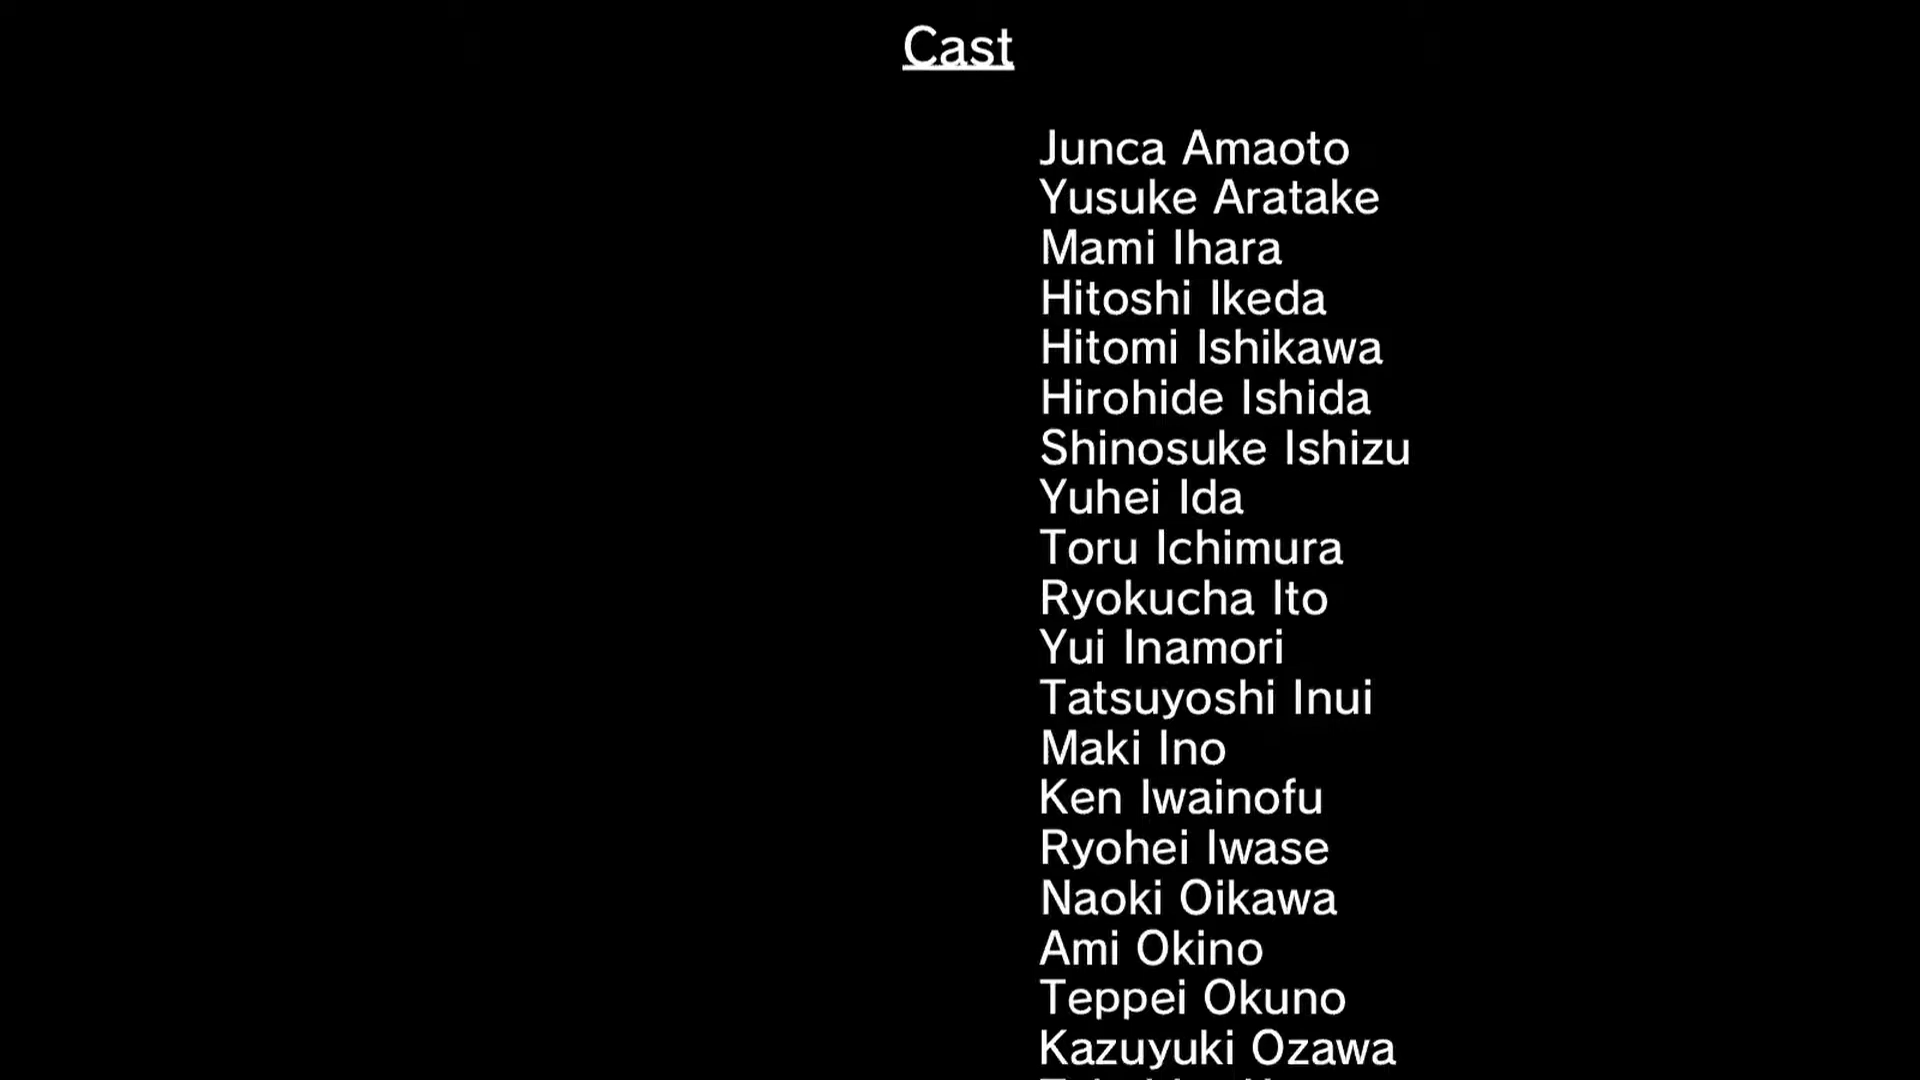 Cast
Junca Amaoto
Yusuke Aratake
Mami Ihara
Hitoshi Ikeda
Hitomi Ishikawa
Hirohide Ishida
Shinosuke Ishizu
Yuhei Ida
Toru Ichimura
Ryokucha Ito
Yui Inamori
Tatsuyoshi Inui
Maki Ino
Ken Iwainofu
Ryohei Iwase
Naoki Oikawa
Ami Okino
Teppei Okuno
Kazuyuki Ozawa